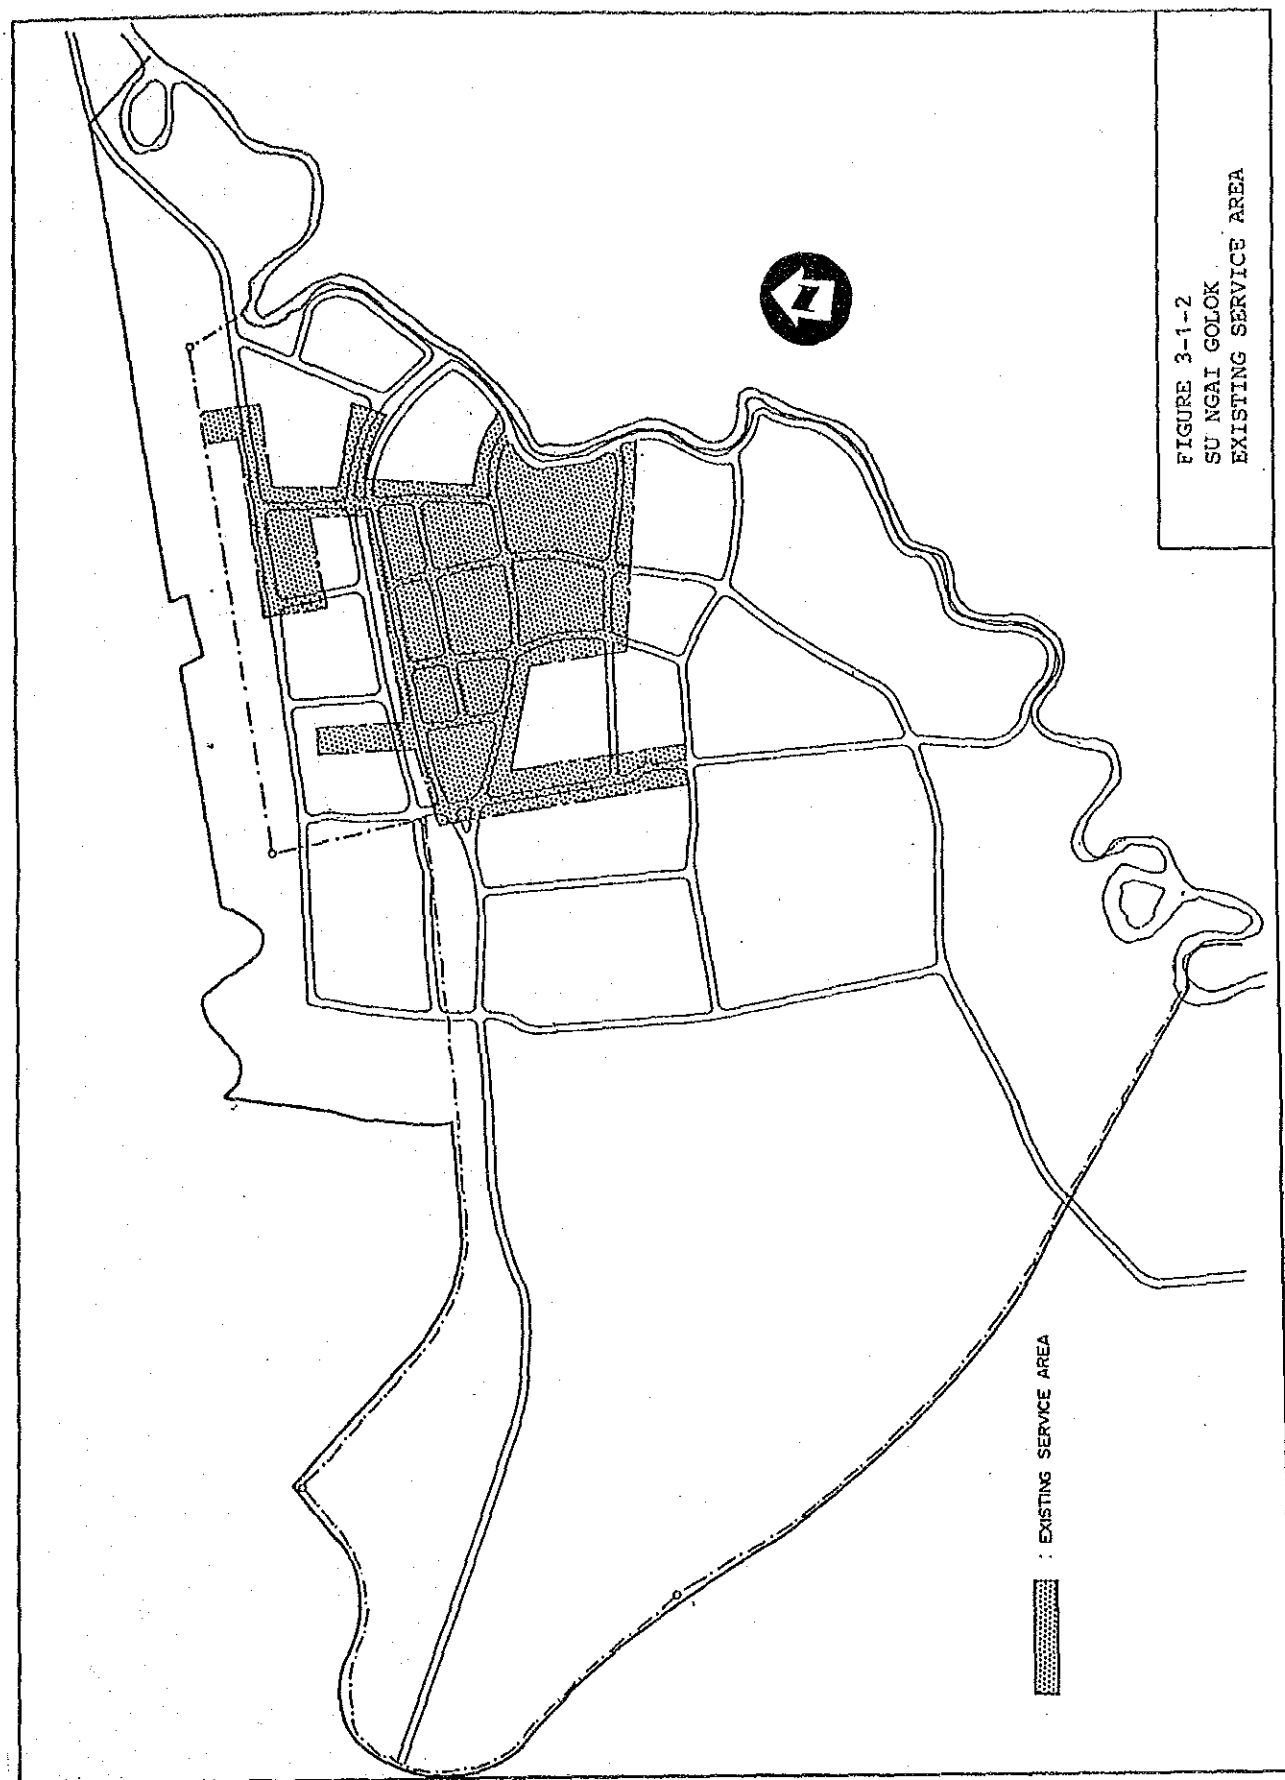 FIGURE 3-1-2
SU NGAI GOLOK
EXISTING SERVICE AREA
N
: EXISTING SERVICE AREA